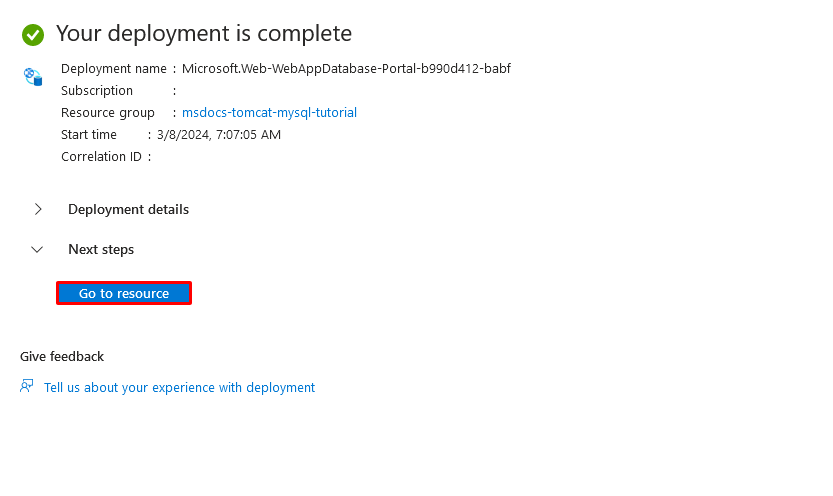 Your deployment is complete
Deployment name : Microsoft.Web-WebAppDatabase-Portal-b990d412-babf
Subscription :
Resource group : msdocs-tomcat-mysql-tutorial
Start time : 3/8/2024, 7:07:05 AM
Correlation ID :
Deployment details
Next steps
Go to resource
Give feedback
Tell us about your experience with deployment